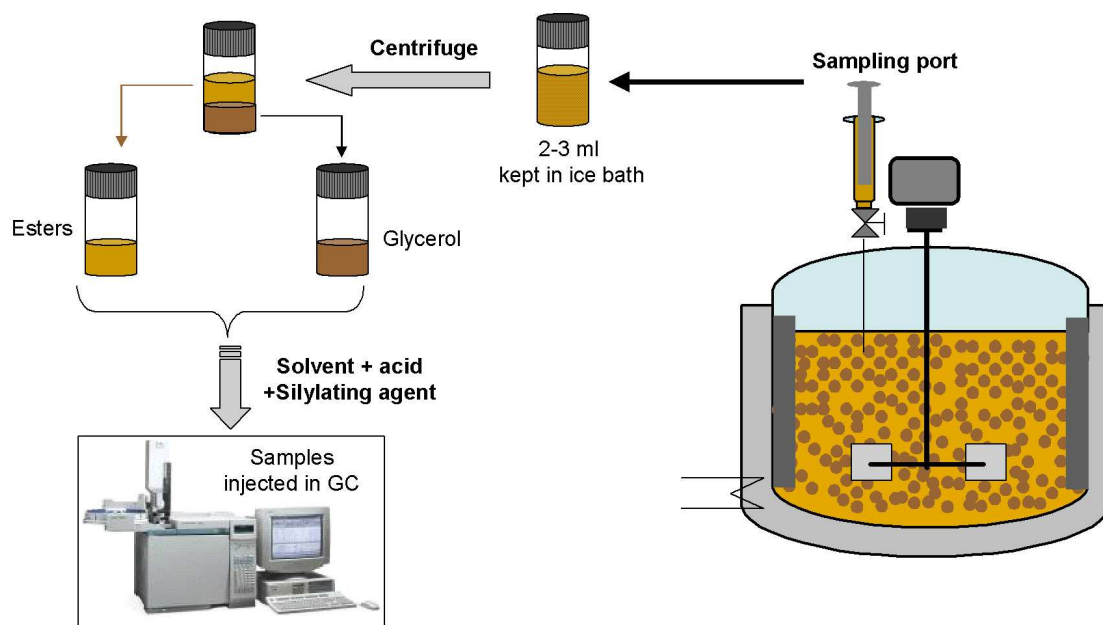 Sampling port
2-3 ml
kept in ice bath
Centrifuge
Esters
Glycerol
Solvent + acid
+Silylating agent
Samples
injected in GC